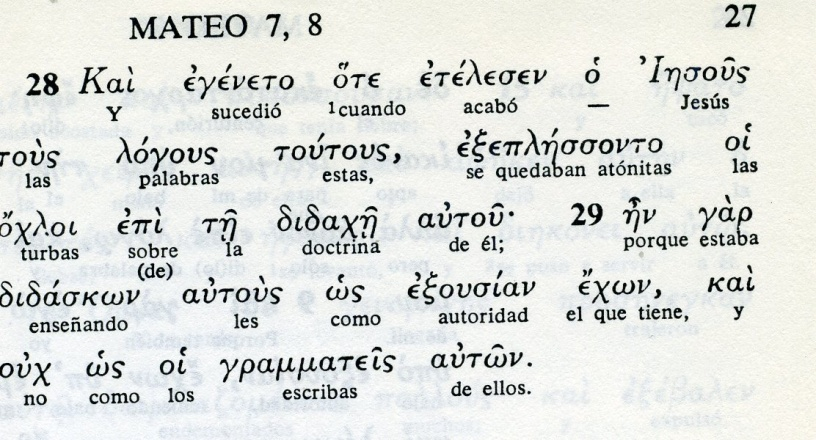 MATEO 7, 8 27
28 Καὶ ἐγένετο ὅτε ἐτέλεσεν ὁ Ἰησοῦς
Y sucedió 1cuando acabó — Jesús
τοὺς λόγους τούτους, ἐξεπλήσσοντο οἱ
las palabras estas, se quedaban atónitas las
ὄχλοι ἐπὶ τῇ διδαχῇ αὐτοῦ· 29 ἦν γὰρ
turbas sobre la doctrina de él; porque estaba
(de)
διδάσκων αὐτοὺς ὡς ἐξουσίαν ἔχων, καὶ
enseñando les como autoridad el que tiene, y
οὐχ ὡς οἱ γραμματεῖς αὐτῶν.
no como los escribas de ellos.